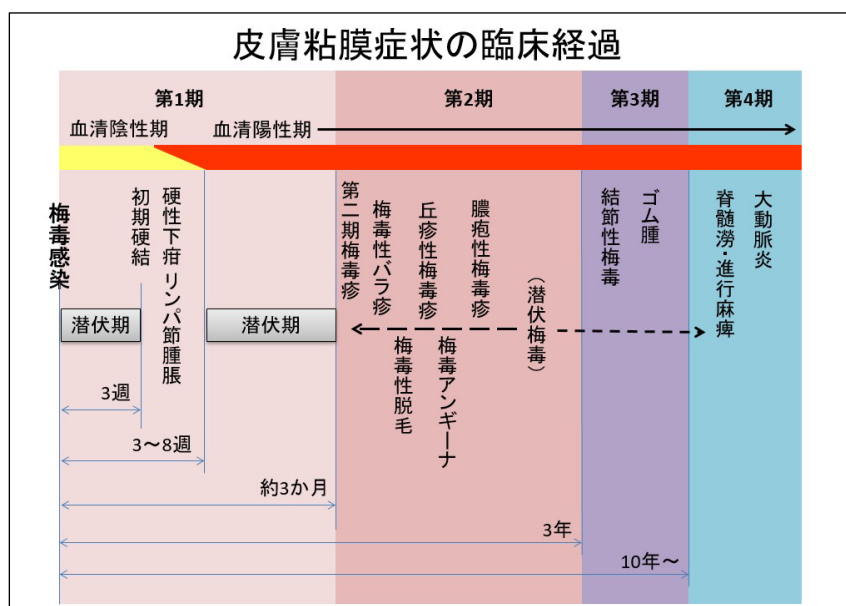 皮膚粘膜症状の臨床経過
第1期
第2期
第3期
第4期
血清陰性期
血清陽性期
梅毒感染
初期硬結
硬性下疳
リンパ節腫脹
第二期梅毒疹
梅毒性バラ疹
丘疹性梅毒疹
膿疱性梅毒疹
(潜伏梅毒)
梅毒性脱毛
梅毒アンギーナ
結節性梅毒
ゴム腫
脊髄澇・進行麻痺
大動脈炎
潜伏期
潜伏期
3週
3～8週
約3か月
3年
10年～